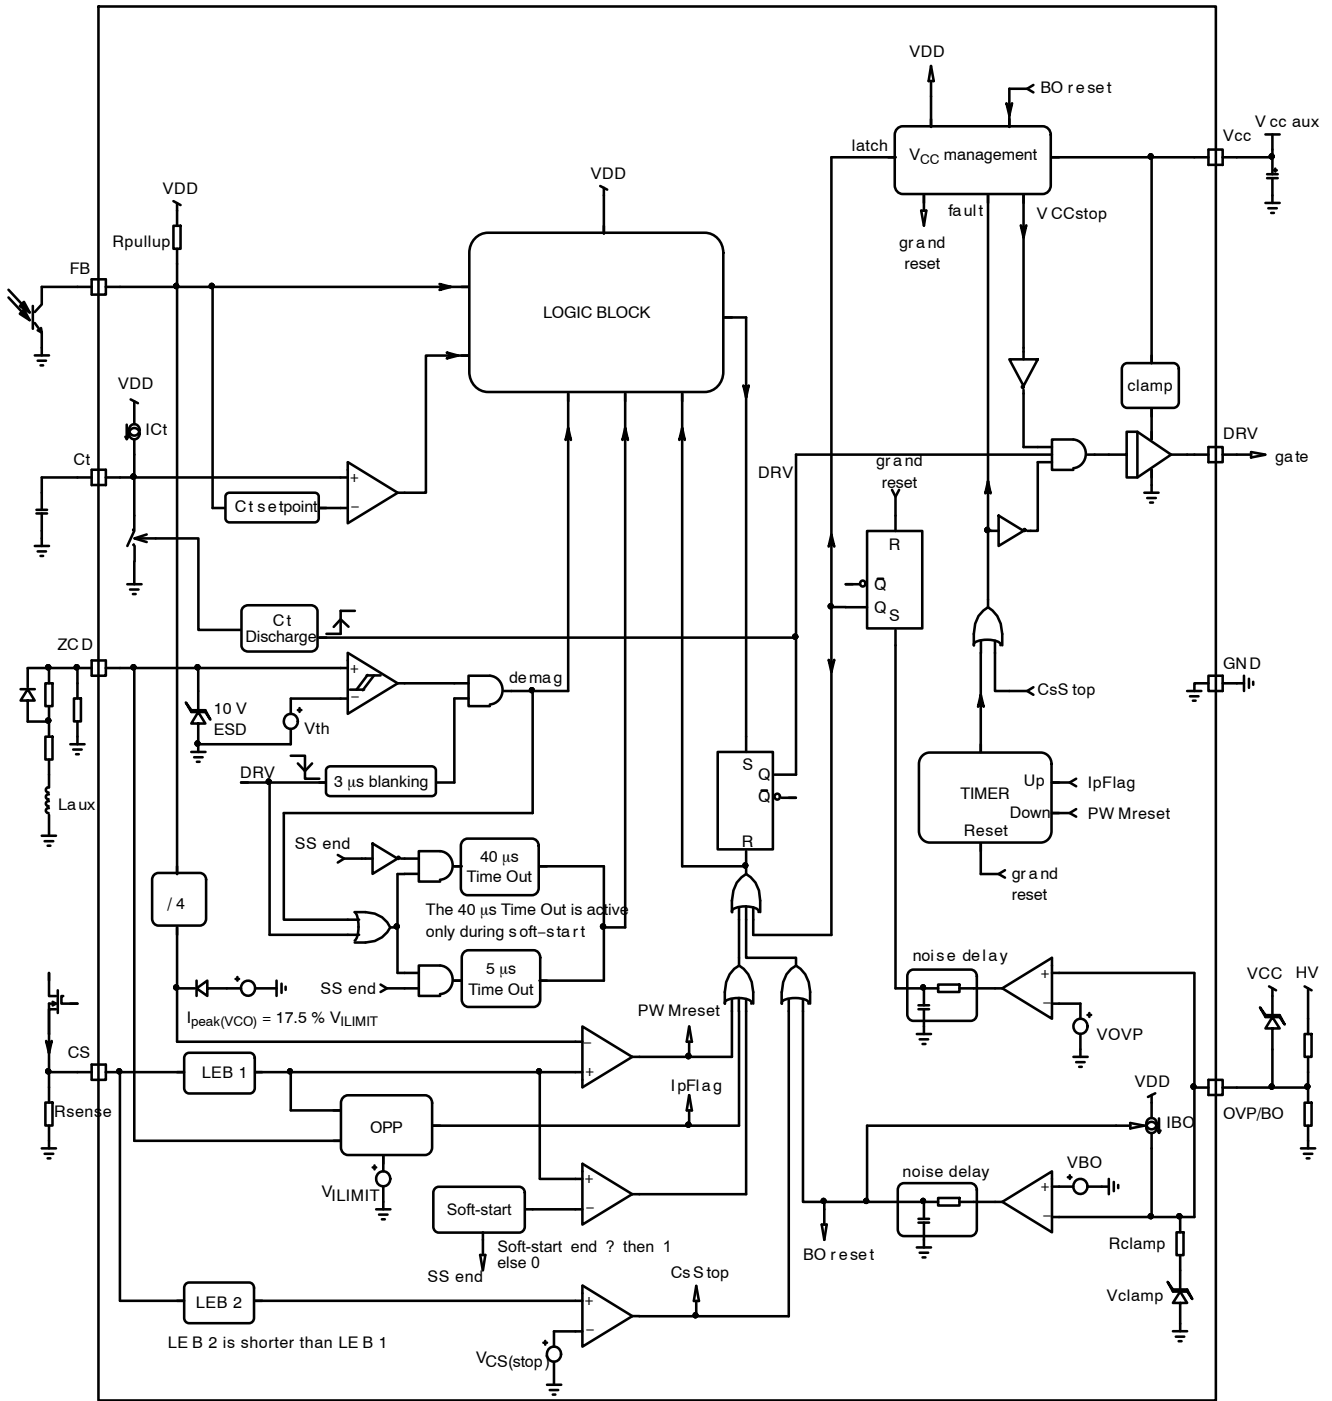 VDD
BO reset
Vcc
Vcc aux
latch
VCC management
VDD
VDD
fault
VCCstop
grand
reset
Rpullup
FB
LOGIC BLOCK
VDD
clamp
ICt
DRV
gate
Ct
DRV
grand
reset
+
−
Ct setpoint
R
Q
Q
S
Ct
Discharge
ZCD
GND
demag
+
−
CsStop
10 V
ESD
Vth
S
Q
Q
R
DRV
3 µs blanking
Up
IpFlag
TIMER
Down
PWMreset
Reset
Laux
SS end
40 µs
Time Out
grand
reset
/ 4
The 40 µs Time Out is active
only during soft−start
noise delay
5 µs
Time Out
SS end
+
−
VCC
HV
Ipeak(VCO) = 17.5 % VILIMIT
PWMreset
VOVP
+
CS
LEB 1
−
+
IpFlag
VDD
Rsense
OPP
IBO
OVP/BO
+
VILIMIT
+
−
noise delay
VBO
+
+
−
Soft−start
Soft−start end ? then 1
else 0
SS end
BO reset
Rclamp
CsStop
Vclamp
LEB 2
+
−
LEB 2 is shorter than LEB 1
+
VCS(stop)